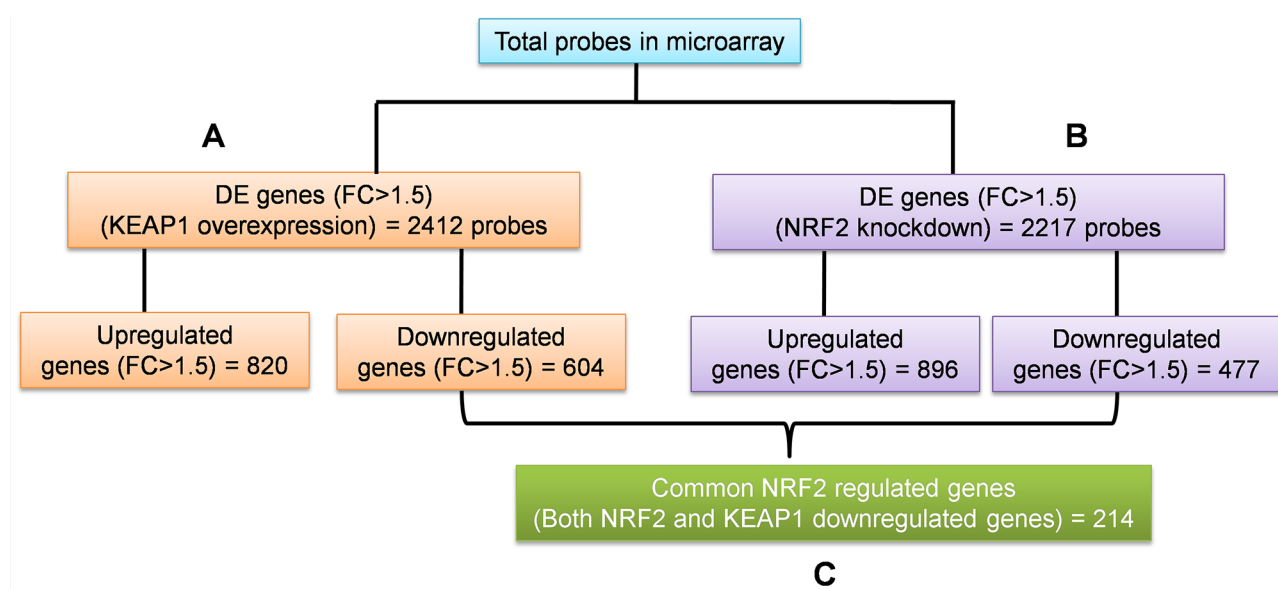 Total probes in microarray
A
B
DE genes (FC>1.5)
(KEAP1 overexpression) = 2412 probes
DE genes (FC>1.5)
(NRF2 knockdown) = 2217 probes
Upregulated
genes (FC>1.5) = 820
Downregulated
genes (FC>1.5) = 604
Upregulated
genes (FC>1.5) = 896
Downregulated
genes (FC>1.5) = 477
Common NRF2 regulated genes
(Both NRF2 and KEAP1 downregulated genes) = 214
C